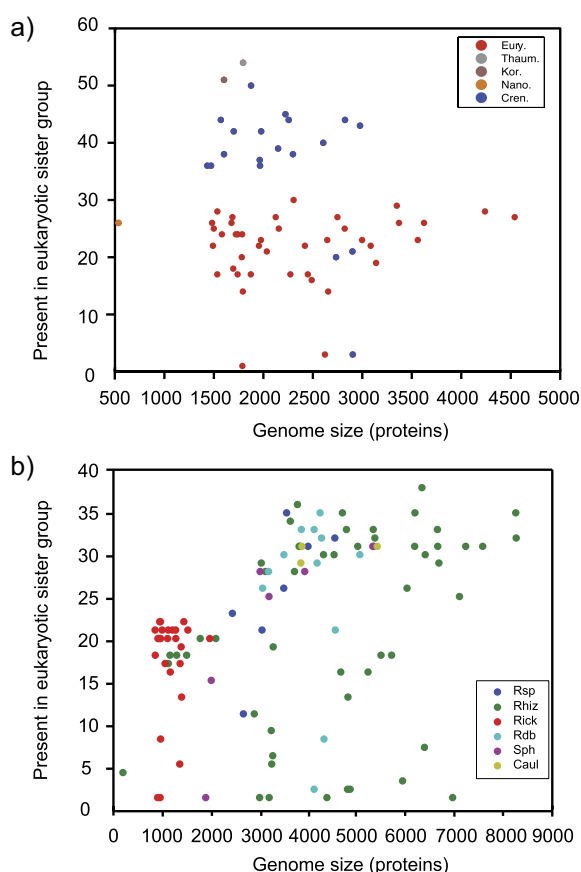 a)
60
50
40
30
20
10
0
Present in eukaryotic sister group
Eury.
Thaum.
Kor.
Nano.
Cren.
500 1000 1500 2000 2500 3000 3500 4000 4500 5000
Genome size (proteins)
b)
40
35
30
25
20
15
10
5
0
Present in eukaryotic sister group
Rsp
Rhiz
Rick
Rdb
Sph
Caul
0 1000 2000 3000 4000 5000 6000 7000 8000 9000
Genome size (proteins)